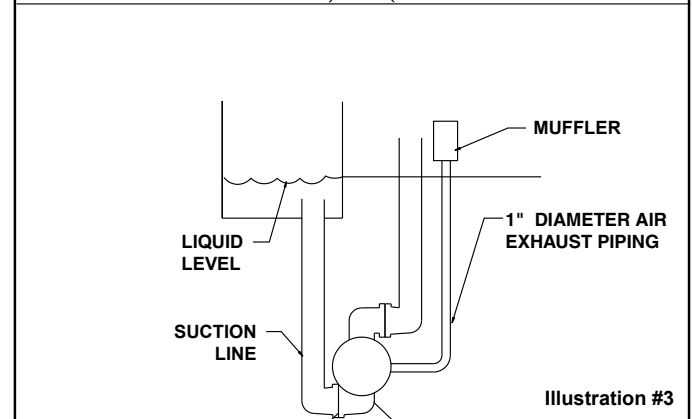 MUFFLER
1" DIAMETER AIR
EXHAUST PIPING
LIQUID
LEVEL
SUCTION
LINE
Illustration #3